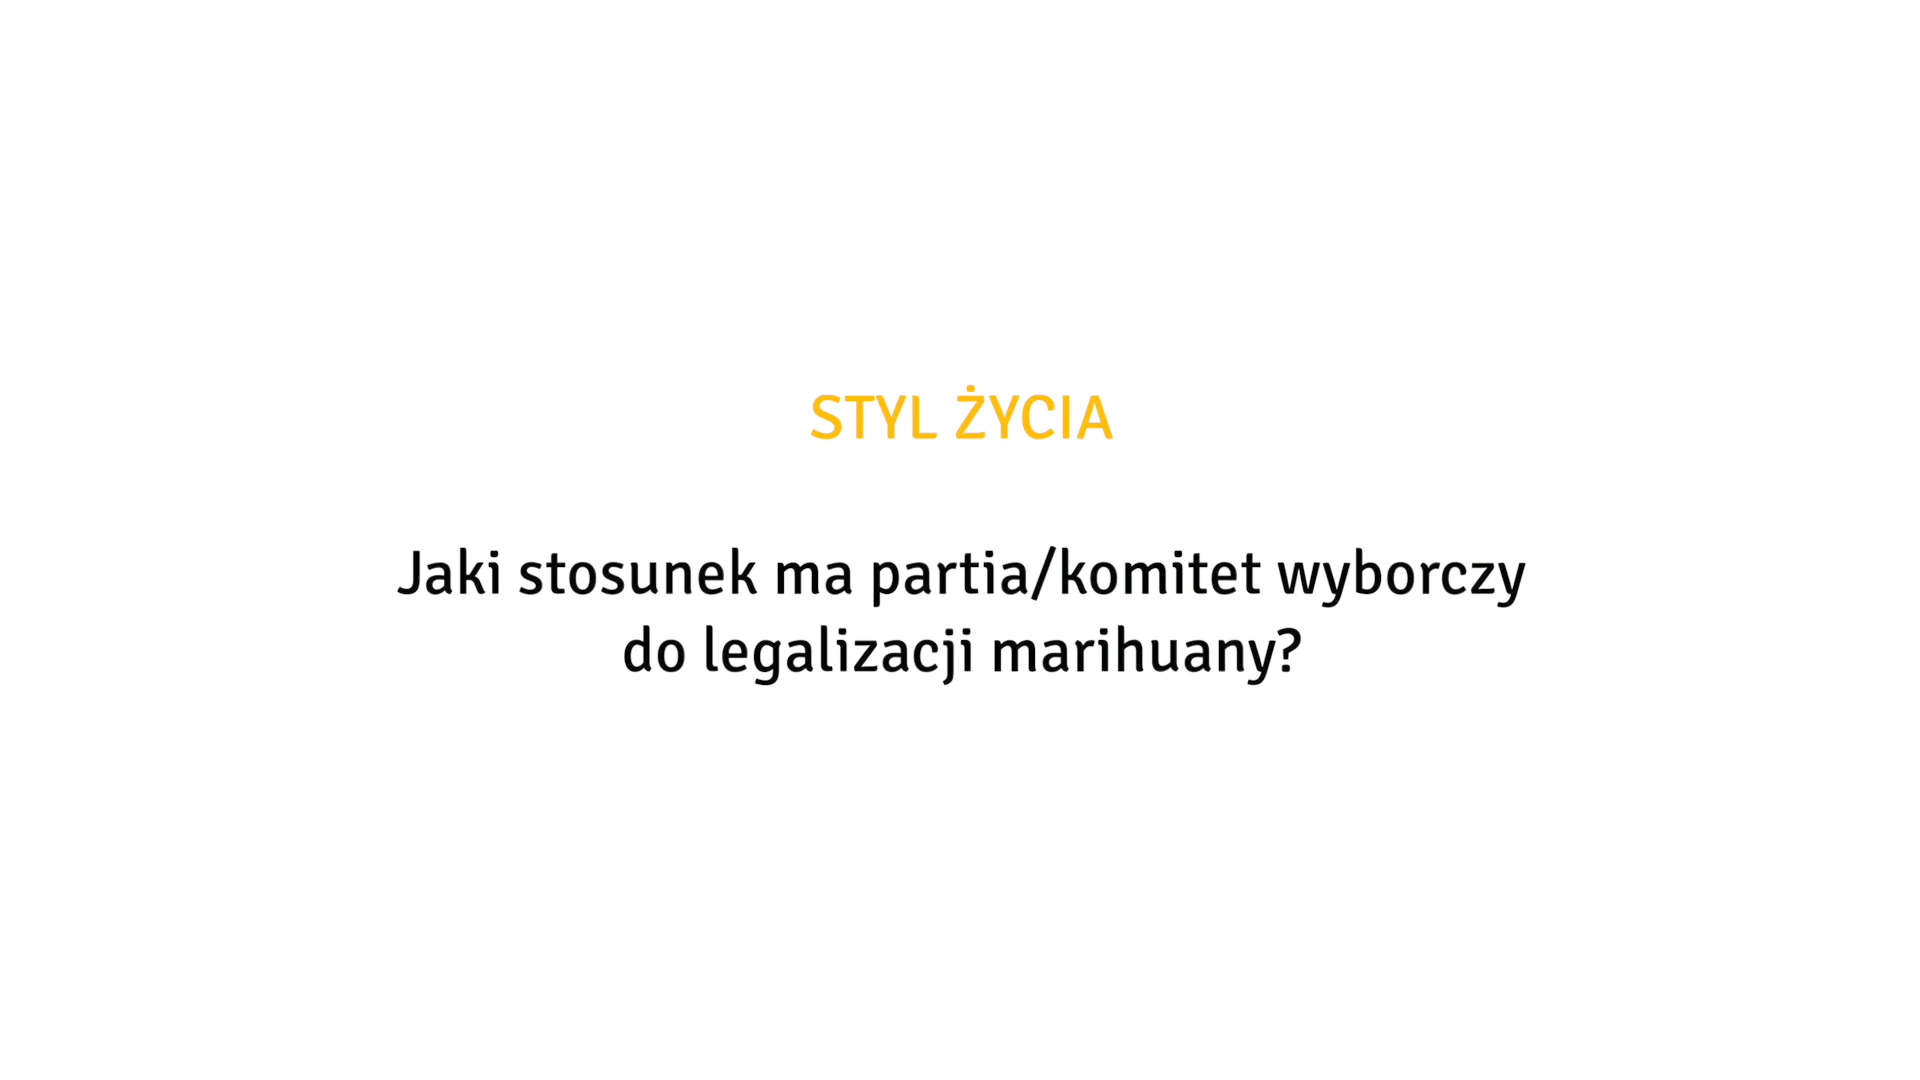 STYL ŻYCIA
Jaki stosunek ma partia/komitet wyborczy
do legalizacji marihuany?